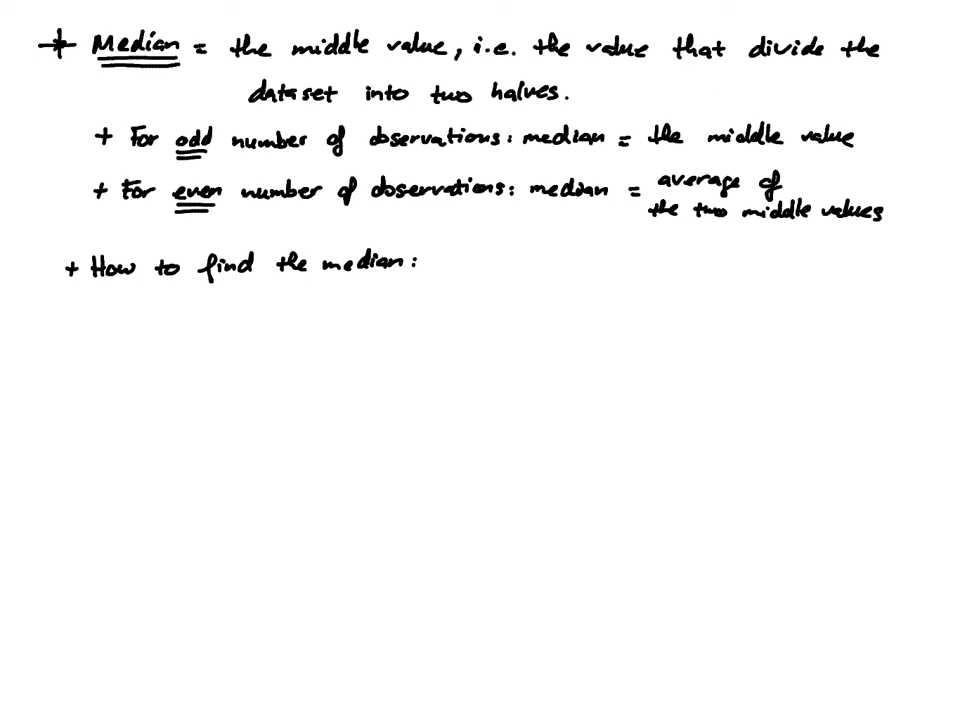 * Median = the middle value, i.e. the value that divide the
dataset into two halves.
+ For odd number of observations: median = the middle value
+ For even number of observations: median = average of
the two middle values
+ How to find the median: